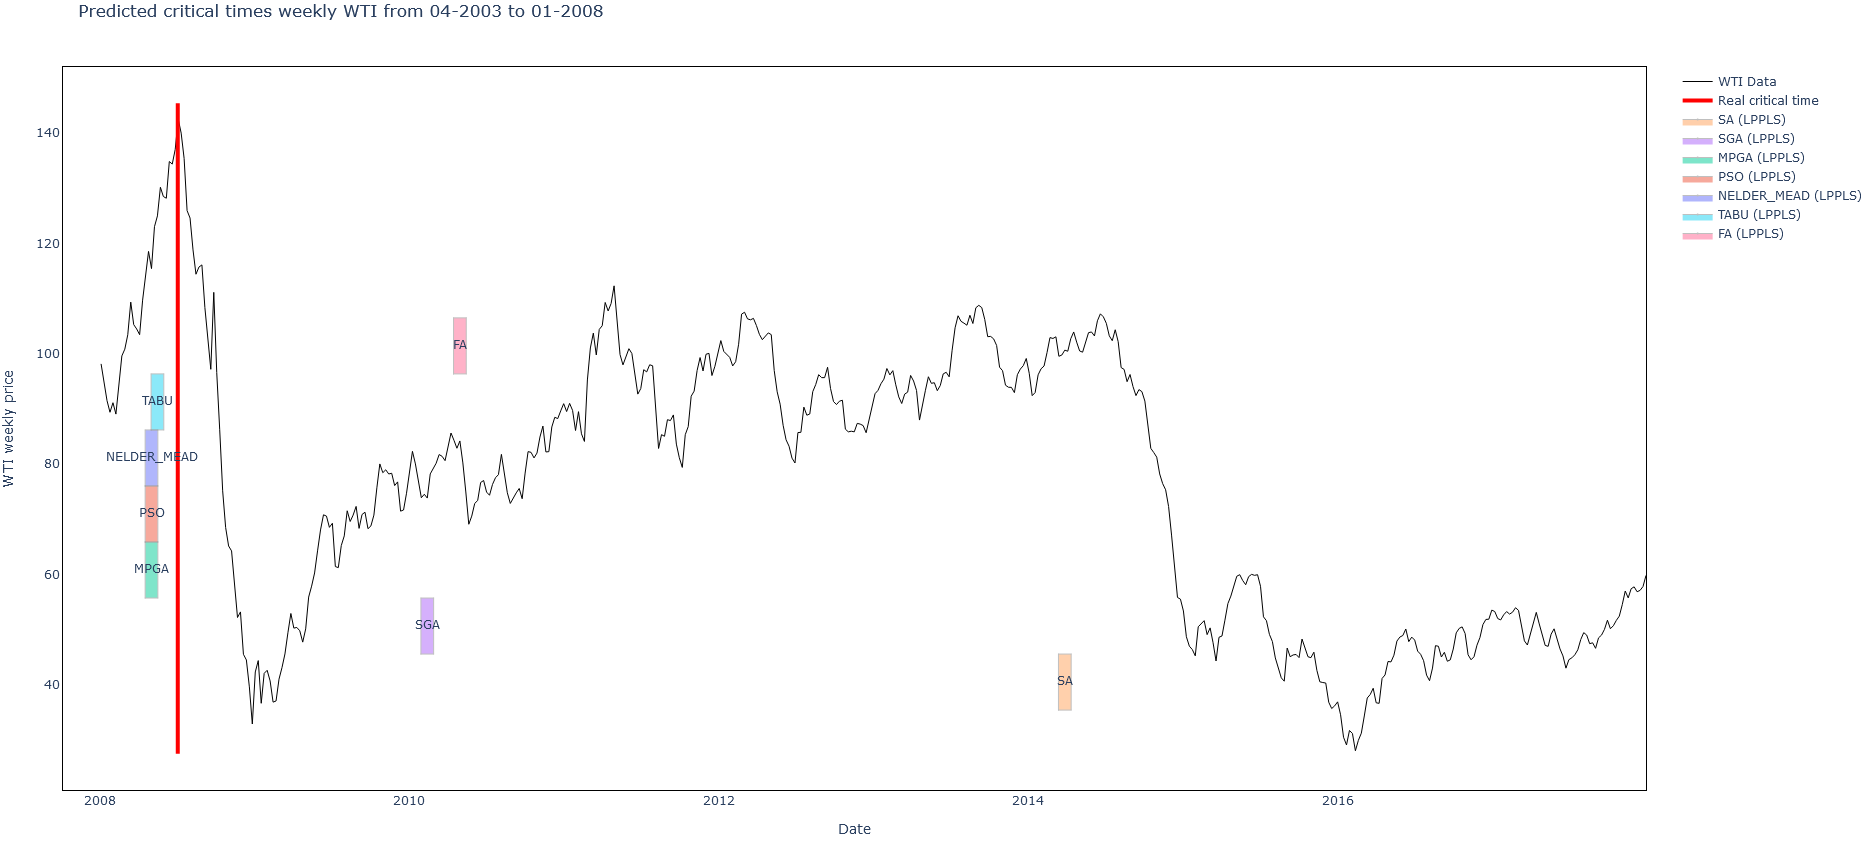 Predicted critical times weekly WTI from 04-2003 to 01-2008
WTI weekly price
140
120
100
80
60
40
TABU
NELDER_MEAD
PSO
MPGA
SGA
FA
SA
2008
2010
2012
2014
2016
Date
WTI Data
Real critical time
SA (LPPLS)
SGA (LPPLS)
MPGA (LPPLS)
PSO (LPPLS)
NELDER_MEAD (LPPLS)
TABU (LPPLS)
FA (LPPLS)